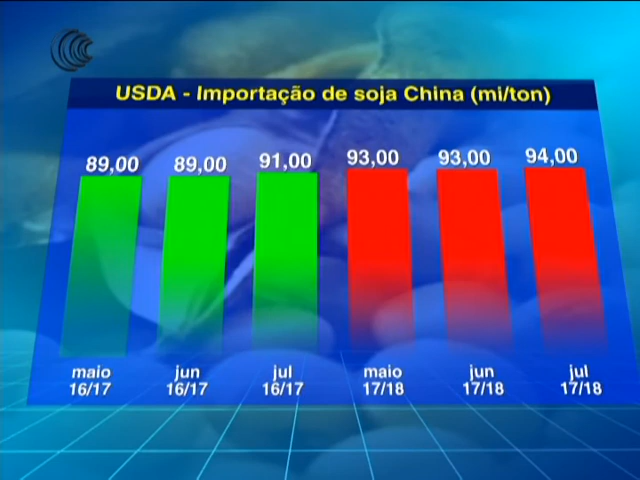 USDA - Importação de soja China (mi/ton)
89,00 89,00 91,00 93,00 93,00 94,00
maio jun jul maio jun jul
16/17 16/17 16/17 17/18 17/18 17/18